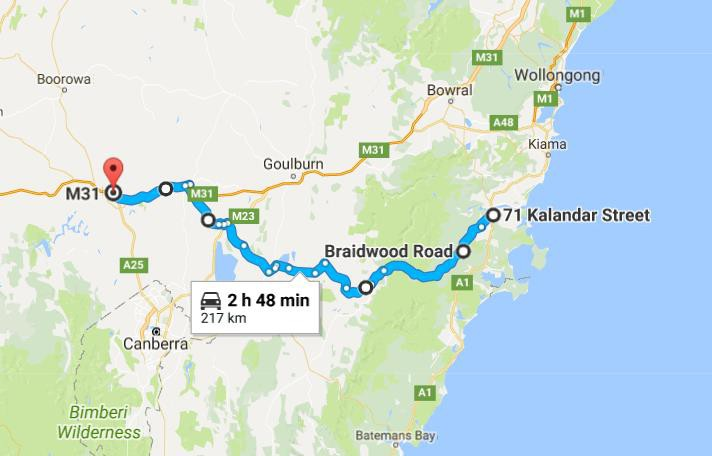 M1
M31
Wollongong
Boorowa
Bowral
M1
A48
Kiama
M31
Goulburn
M31
M31
M23
71 Kalandar Street
Braidwood Road
A25
A1
2 h 48 min
217 km
Canberra
A1
Bimberi
Wilderness
Batemans Bay